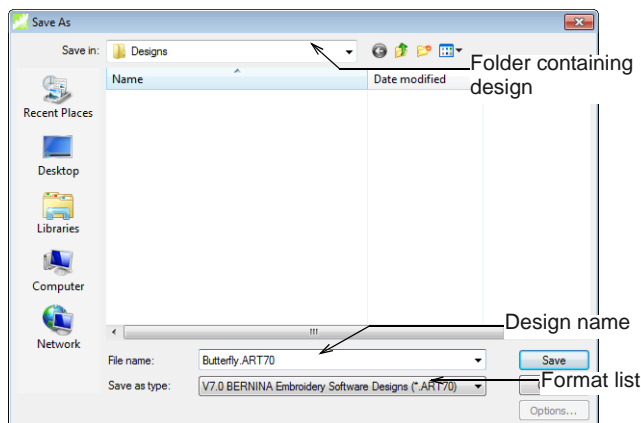 Save As
Save in:
Designs
Folder containing
design
Name
Date modified
Recent Places
Desktop
Libraries
Computer
Network
Design name
File name:
Butterfly.ART70
Save
Save as type:
V7.0 BERNINA Embroidery Software Designs (*.ART70)
Format list
Options...